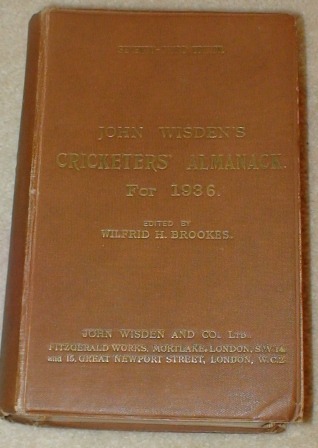 JOHN WISDEN'S
CRICKETERS' ALMANACK.
For 1936.
EDITED BY
WILFRID H. BROOKES.
JOHN WISDEN AND CO. LTD
FITZGERALD WORKS, MORTLAKE, LONDON, S.W.14,
and 15, GREAT NEWPORT STREET, LONDON, W.C.2.